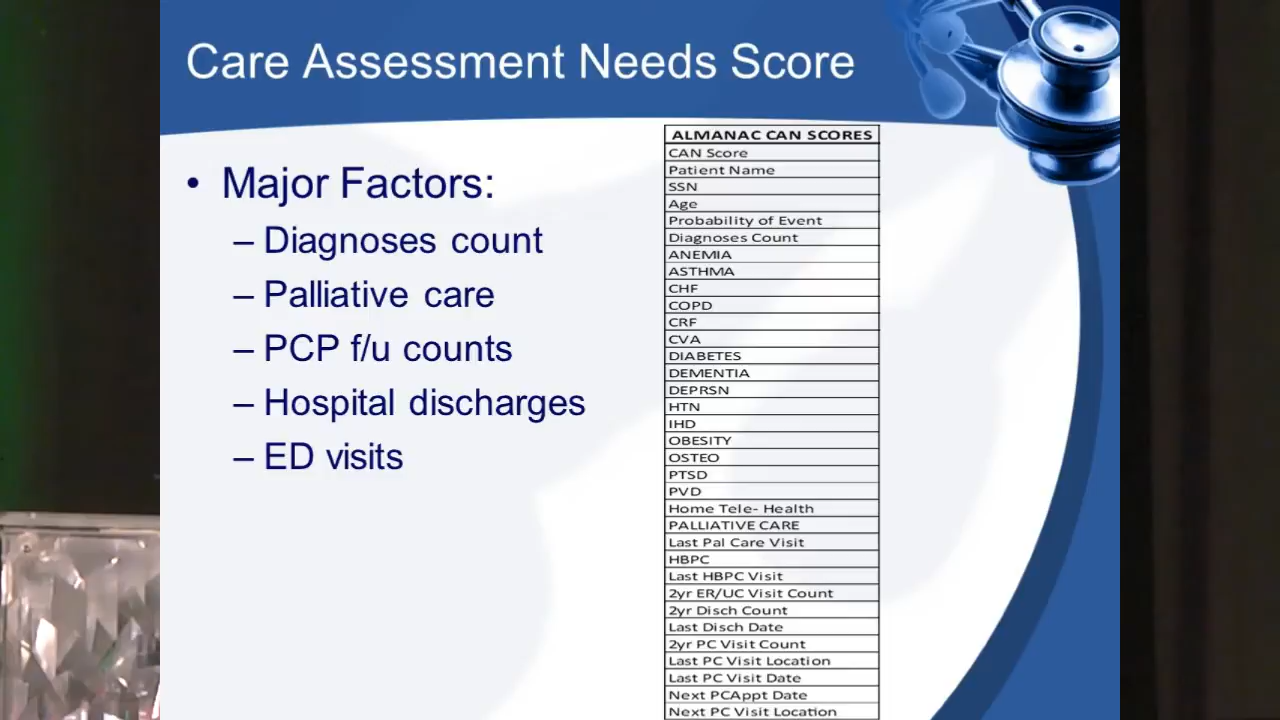 Care Assessment Needs Score
• Major Factors:
– Diagnoses count
– Palliative care
– PCP f/u counts
– Hospital discharges
– ED visits
ALMANAC CAN SCORES
CAN Score
Patient Name
SSN
Age
Probability of Event
Diagnoses Count
ANEMIA
ASTHMA
CHF
COPD
CRF
CVA
DIABETES
DEMENTIA
DEPRSN
HTN
IHD
OBESITY
OSTEO
PTSD
PVD
Home Tele- Health
PALLIATIVE CARE
Last Pal Care Visit
HBPC
Last HBPC Visit
2yr ER/UC Visit Count
2yr Disch Count
Last Disch Date
2yr PC Visit Count
Last PC Visit Location
Last PC Visit Date
Next PCAppt Date
Next PC Visit Location